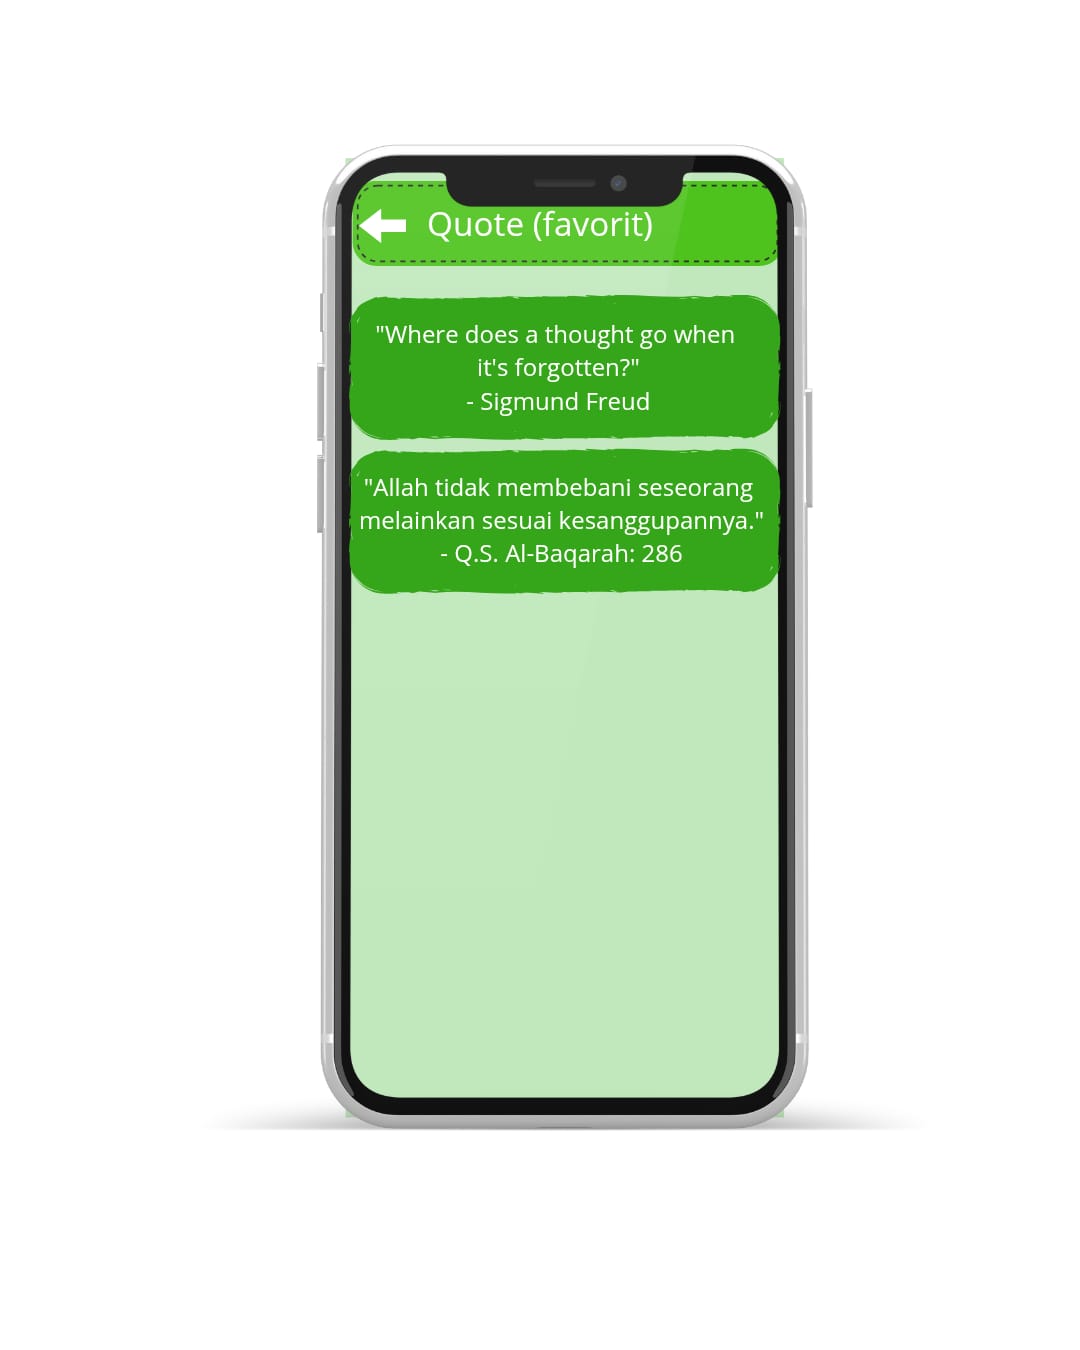 Quote (favorit)
"Where does a thought go when
it's forgotten?"
- Sigmund Freud
"Allah tidak membebani seseorang
melainkan sesuai kesanggupannya."
- Q.S. Al-Baqarah: 286